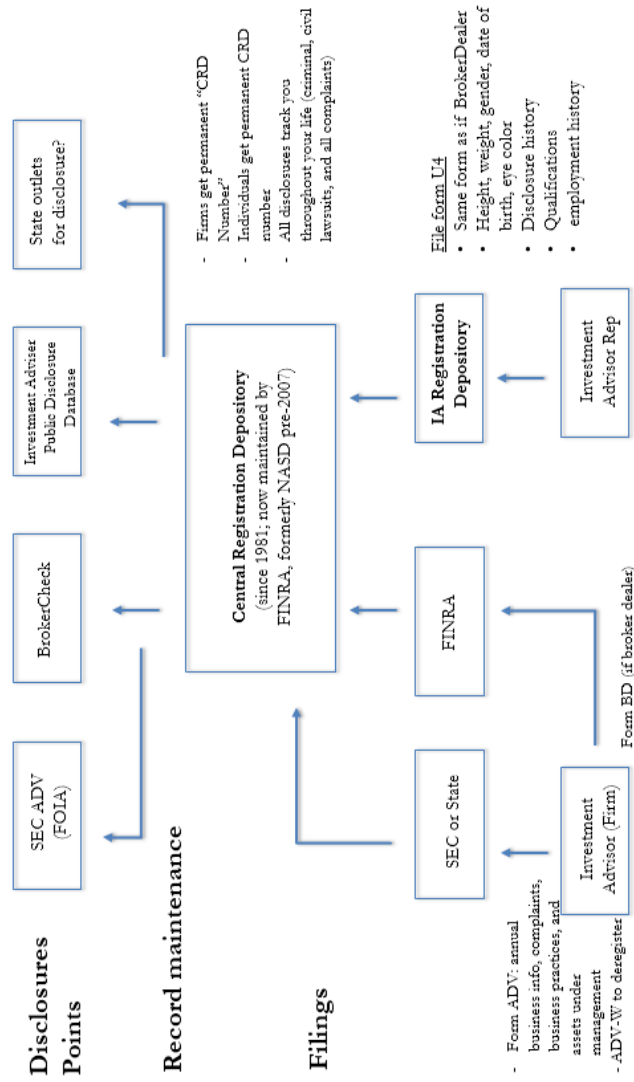 Disclosures
Points
SEC ADV
(FOIA)
BrokerCheck
Investment Adviser
Public Disclosure
Database
State outlets
for disclosure?
Record maintenance
Central Registration Depository
(since 1981; now maintained by
FINRA, formerly NASD pre-2007)
- Firms get permanent “CRD
Number”
- Individuals get permanent CRD
number
- All disclosures track you
throughout your life (criminal, civil
lawsuits, and all complaints)
Filings
SEC or State
FINRA
IA Registration
Depository
File form U4
• Same form as if BrokerDealer
• Height, weight, gender, date of
birth, eye color
• Disclosure history
• Qualifications
• employment history
- Form ADV: annual
business info, complaints,
business practices, and
assets under
management
- ADV-W to deregister
Investment
Advisor (Firm)
Form BD (if broker dealer)
Investment
Advisor Rep